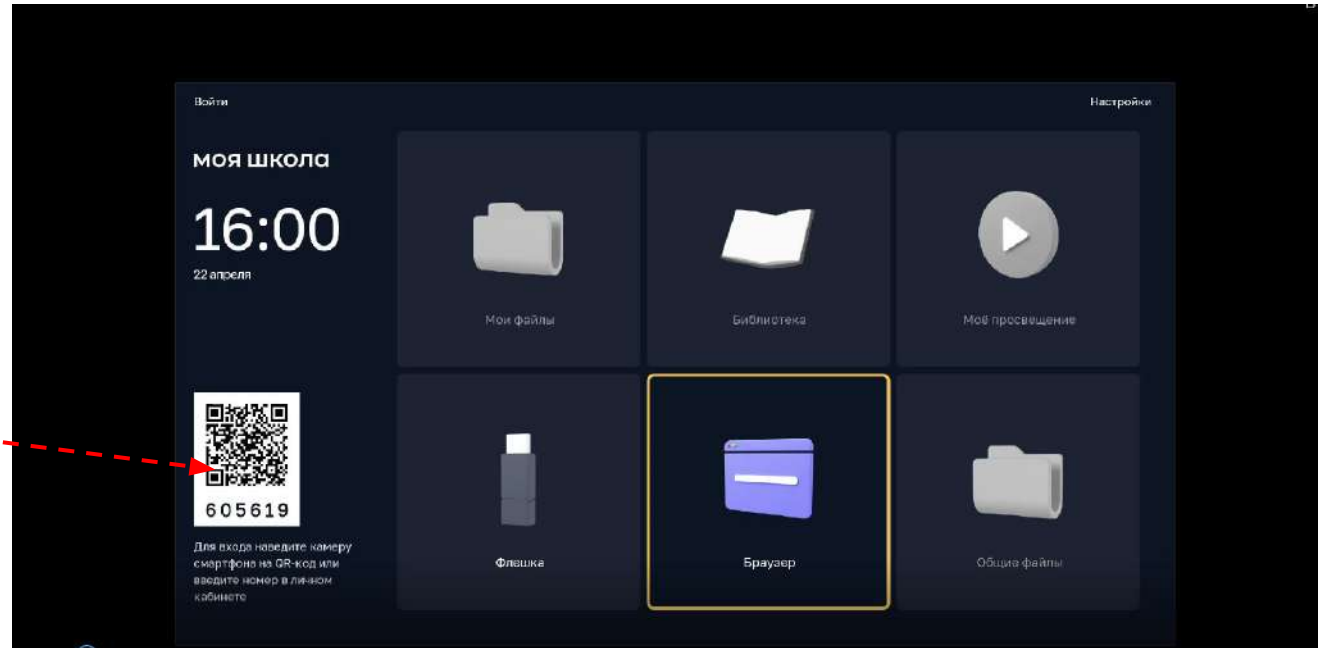 Войти
Настройки
моя школа
16:00
22 апреля
Мои файлы
Библиотека
Моё просвещение
605619
Для входа наведите камеру
смартфона на QR-код или
введите номер в личном
кабинете
Флешка
Браузер
Общие файлы